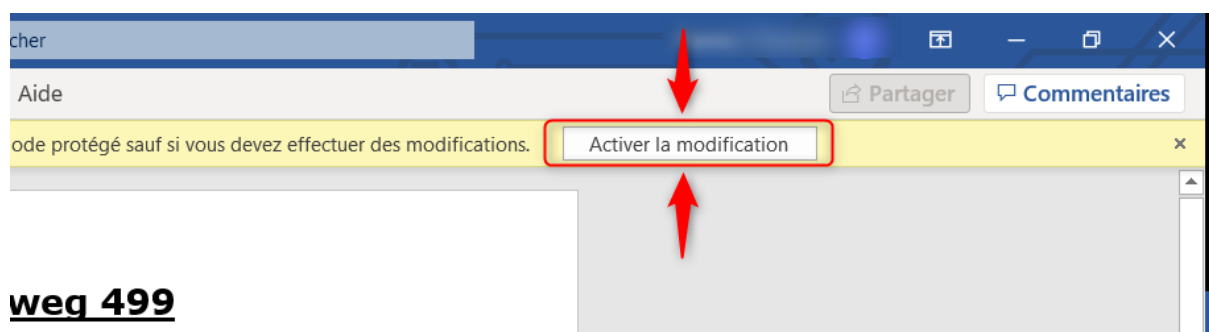 cher
Aide
Partager
Commentaires
ode protégé sauf si vous devez effectuer des modifications.
Activer la modification
weg 499